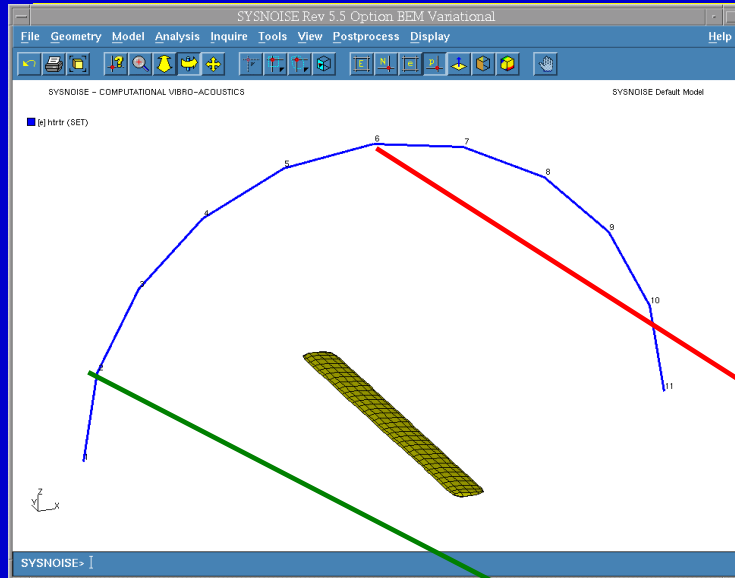 SYSNOISE Rev 5.5 Option BEM Variational
File Geometry Model Analysis Inquire Tools View Postprocess Display Help
SYSNOISE - COMPUTATIONAL VIBRO-ACOUSTICS SYSNOISE Default Model
[e] htrtr (SET)
6
7
5
8
4
9
3
10
2
11
1
Z
Y
X
SYSNOISE>